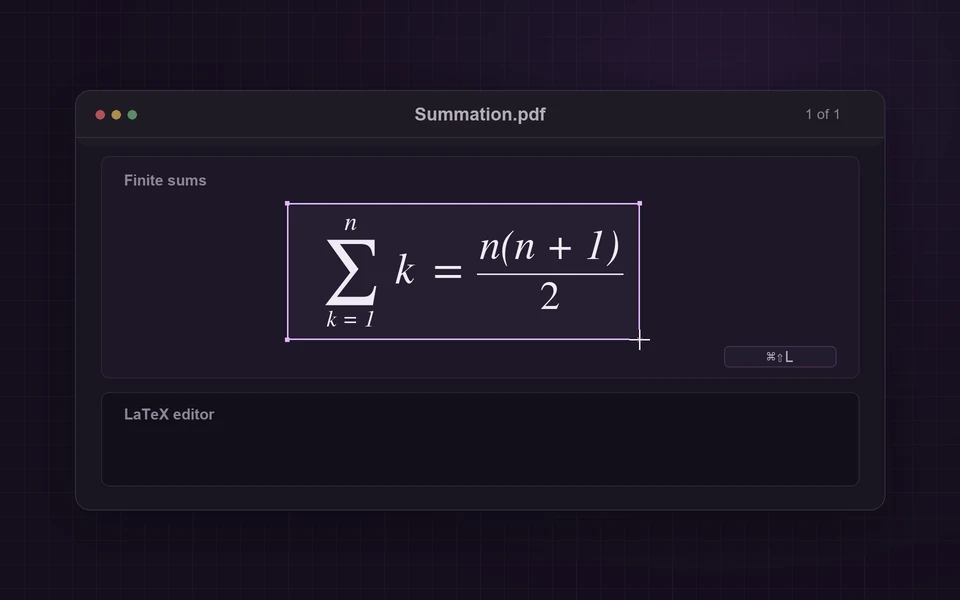 Summation.pdf
1 of 1
Finite sums
n
∑ k = n(n + 1)
2
k = 1
⌘⇧L
LaTeX editor